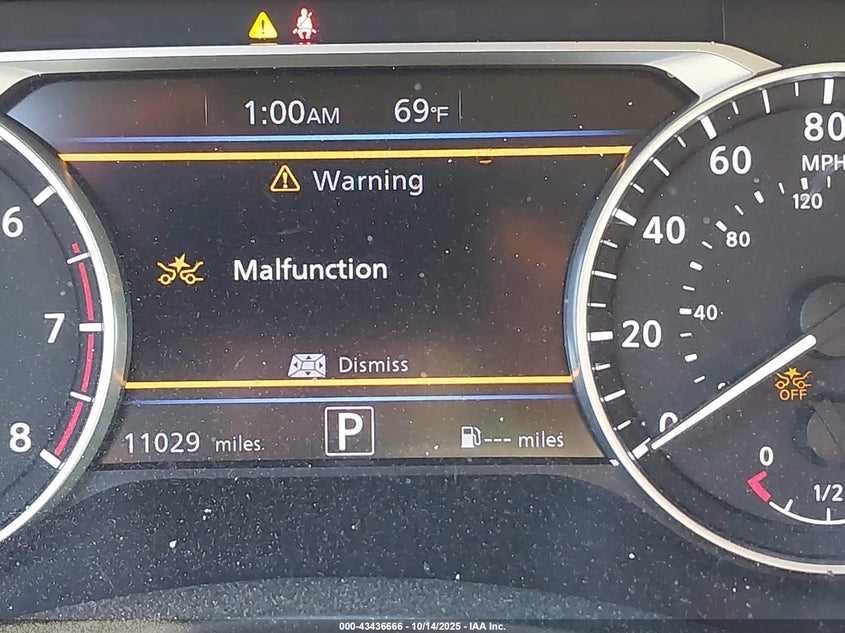 1:00AM 69°F
Warning
Malfunction
Dismiss
11029 miles P --- miles
6
7
8
0
20
40
60
80
MPH
40
80
120
OFF
0
1/2
000-43436666 - 10/14/2025 - IAA Inc.